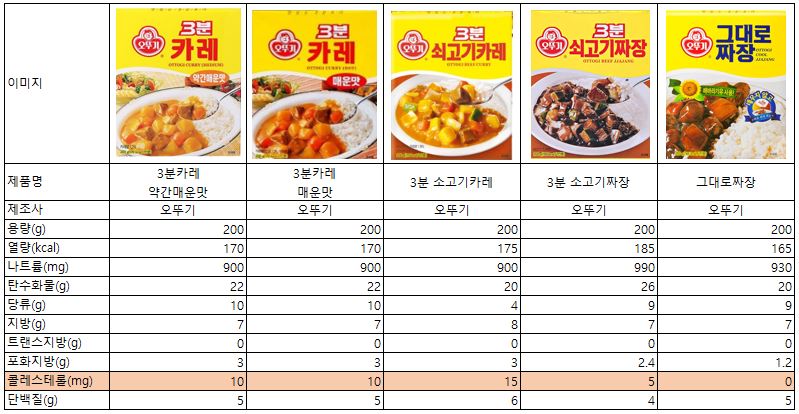 이미지
오뚜기
3분
카레
OTTOGI CURRY (MEDIUM)
약간매운맛
오뚜기
3분
카레
OTTOGI CURRY (HOT)
매운맛
오뚜기
3분
쇠고기카레
OTTOGI BEEF CURRY
오뚜기
3분
쇠고기짜장
OTTOGI BEEF JJAJANG
오뚜기
그대로
짜장
OTTOGI
COOL
JJAJANG
제품명 3분카레 3분카레 3분 소고기카레 3분 소고기짜장 그대로짜장
약간매운맛 매운맛
제조사 오뚜기 오뚜기 오뚜기 오뚜기 오뚜기
용량(g) 200 200 200 200 200
열량(kcal) 170 170 175 185 165
나트륨(mg) 900 900 900 990 930
탄수화물(g) 22 22 20 26 20
당류(g) 10 10 4 9 9
지방(g) 7 7 8 7 7
트랜스지방(g) 0 0 0 0 0
포화지방(g) 3 3 3 2.4 1.2
콜레스테롤(mg) 10 10 15 5 0
단백질(g) 5 5 6 4 5